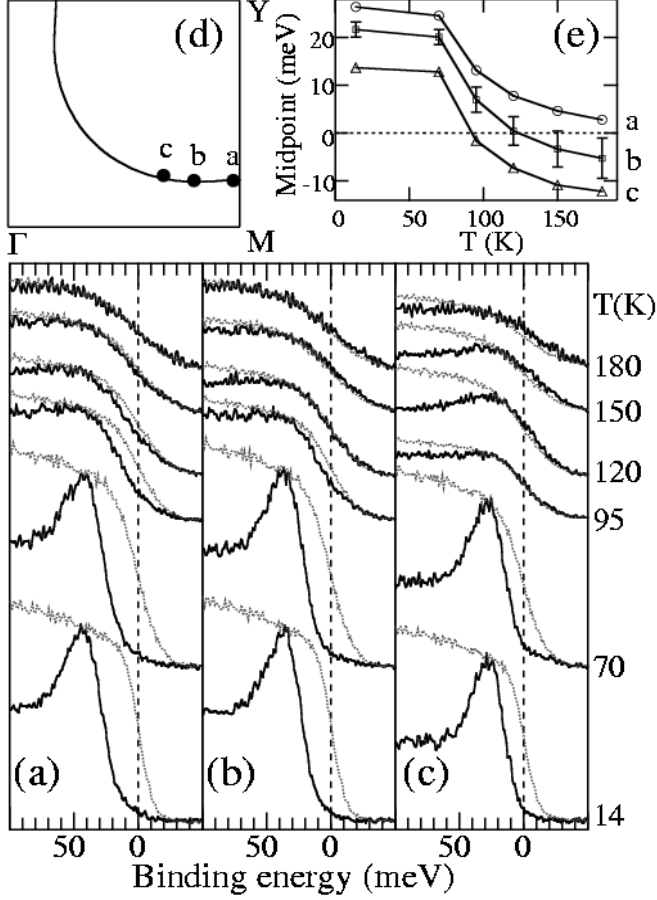 (d)
Y
c b a
Γ
M
Midpoint (meV)
20
10
0
-10
(e)
a
b
c
0 50 100 150
T (K)
T(K)
180
150
120
95
70
14
(a) (b) (c)
50 0 50 0 50 0
Binding energy (meV)